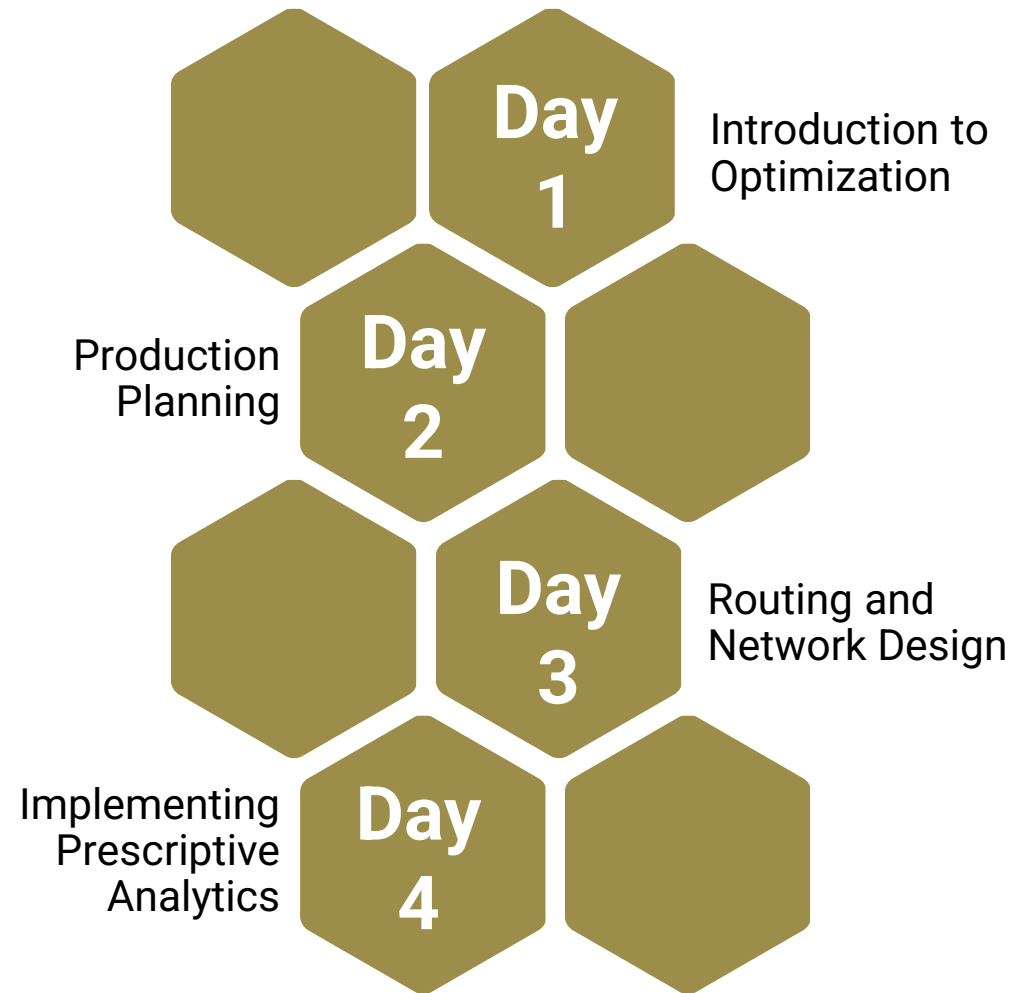 Day
1
Introduction to
Optimization
Production
Planning
Day
2
Day
3
Routing and
Network Design
Implementing
Prescriptive
Analytics
Day
4